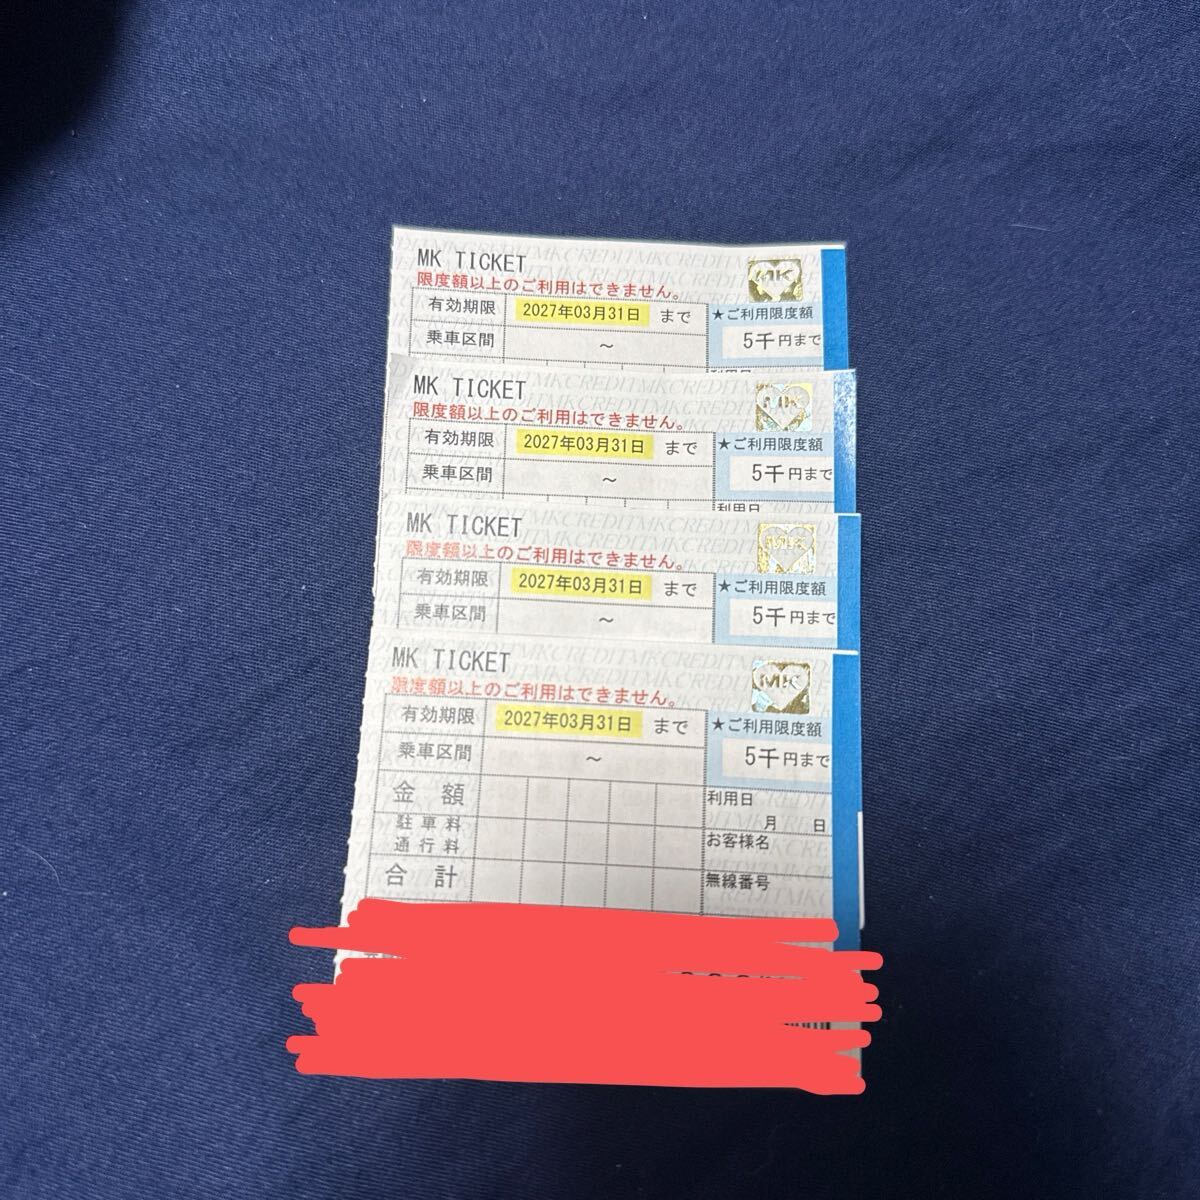 MK TICKET
限度額以上のご利用はできません。
有効期限 2027年03月31日 まで
乗車区間 ～
MK
★ご利用限度額
5千円まで
利用日
MK TICKET
限度額以上のご利用はできません。
有効期限 2027年03月31日 まで
乗車区間 ～
MK
★ご利用限度額
5千円まで
利用日
MK TICKET
限度額以上のご利用はできません。
有効期限 2027年03月31日 まで
乗車区間 ～
MK
★ご利用限度額
5千円まで
MK TICKET
限度額以上のご利用はできません。
有効期限 2027年03月31日 まで
乗車区間 ～
MK
★ご利用限度額
5千円まで
金額
駐車料
通行料
合計
利用日
月 日
お客様名
無線番号